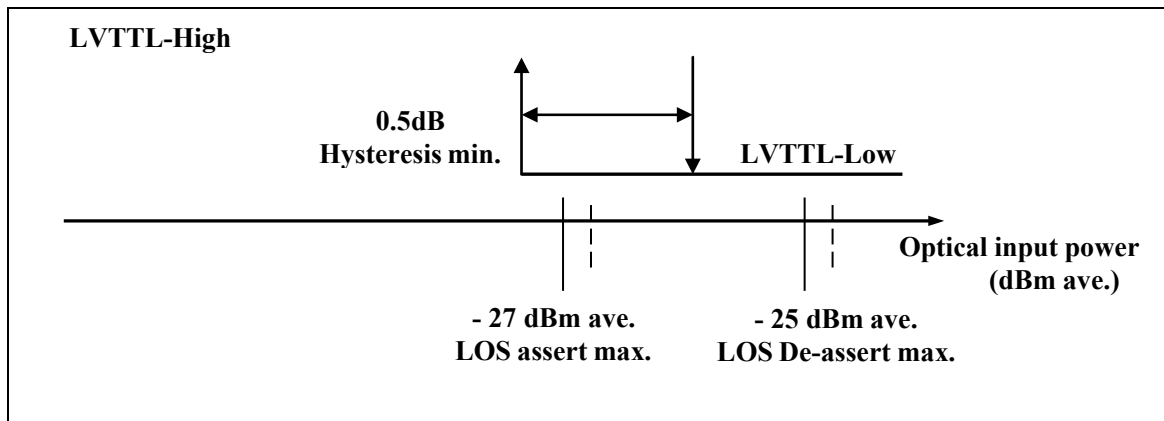 LVTTL-High
0.5dB
Hysteresis min.
LVTTL-Low
Optical input power
(dBm ave.)
- 27 dBm ave.
LOS assert max.
- 25 dBm ave.
LOS De-assert max.